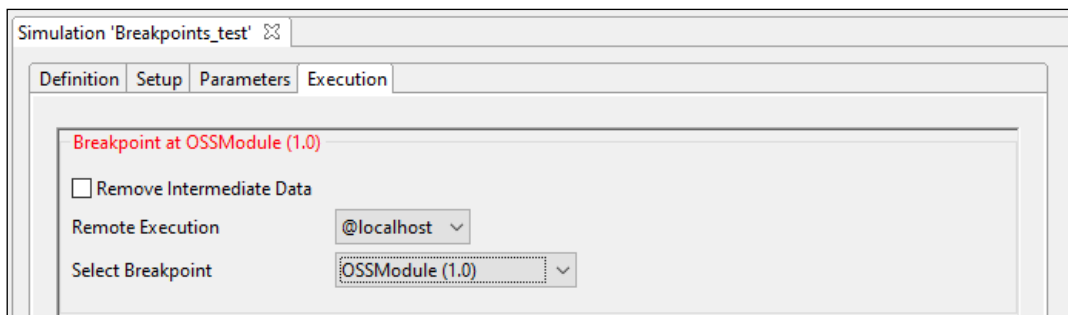 Simulation 'Breakpoints_test'
Definition Setup Parameters Execution
Breakpoint at OSSModule (1.0)
Remove Intermediate Data
Remote Execution @localhost
Select Breakpoint OSSModule (1.0)